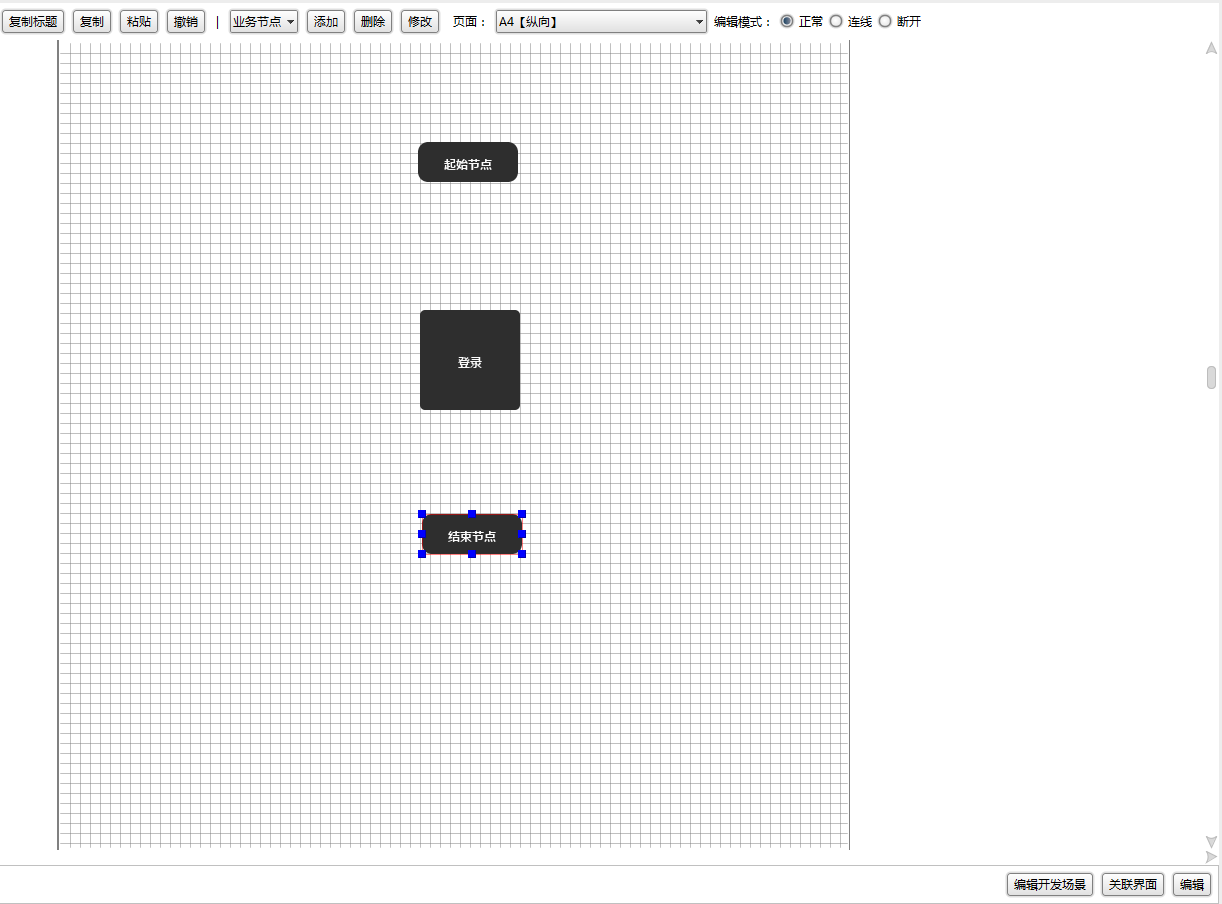 复制标题 复制 粘贴 撤销 | 业务节点 添加 删除 修改 页面： A4【纵向】 编辑模式： 正常 连线 断开
起始节点
登录
结束节点
编辑开发场景 关联界面 编辑